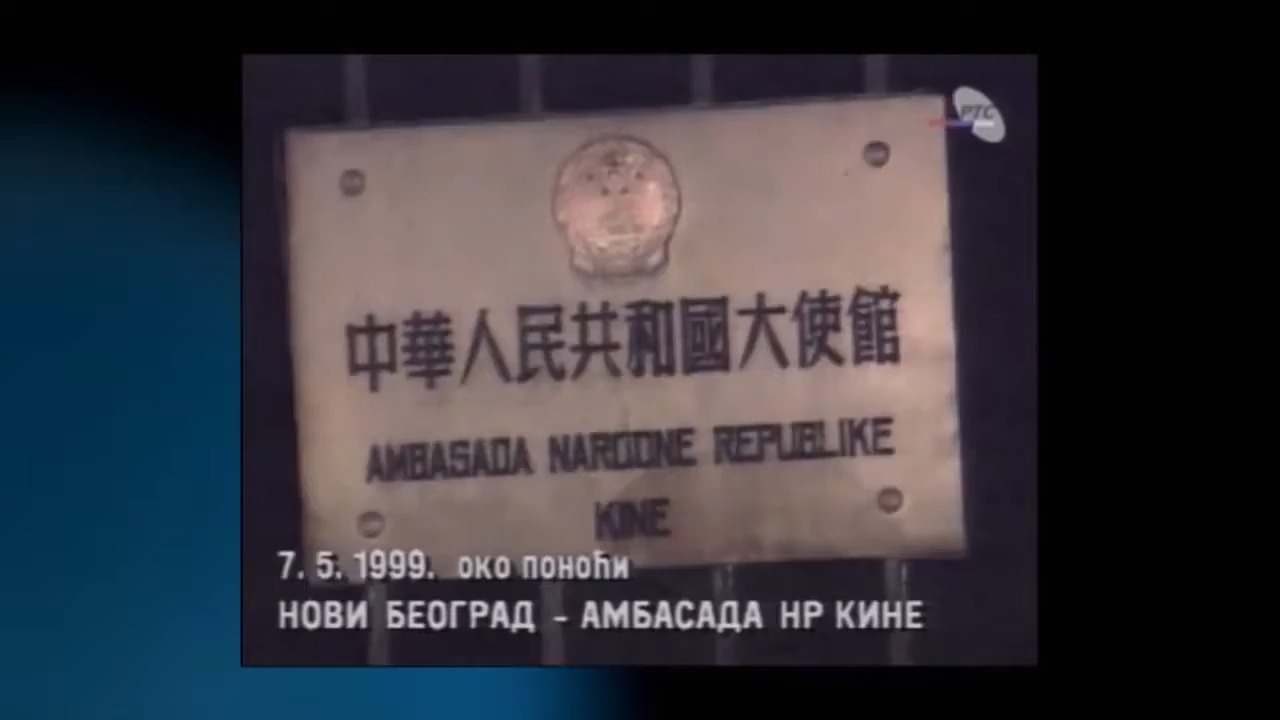 РТС
中華人民共和國大使館
AMBASADA NARODNE REPUBLIKE
KINE
7. 5. 1999. око поноћи
НОВИ БЕОГРАД - АМБАСАДА НР КИНЕ